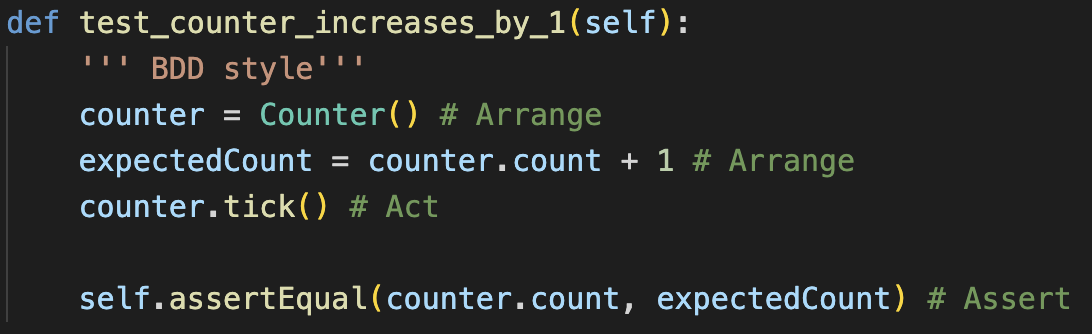 def test_counter_increases_by_1(self):
''' BDD style'''
counter = Counter() # Arrange
expectedCount = counter.count + 1 # Arrange
counter.tick() # Act
self.assertEqual(counter.count, expectedCount) # Assert